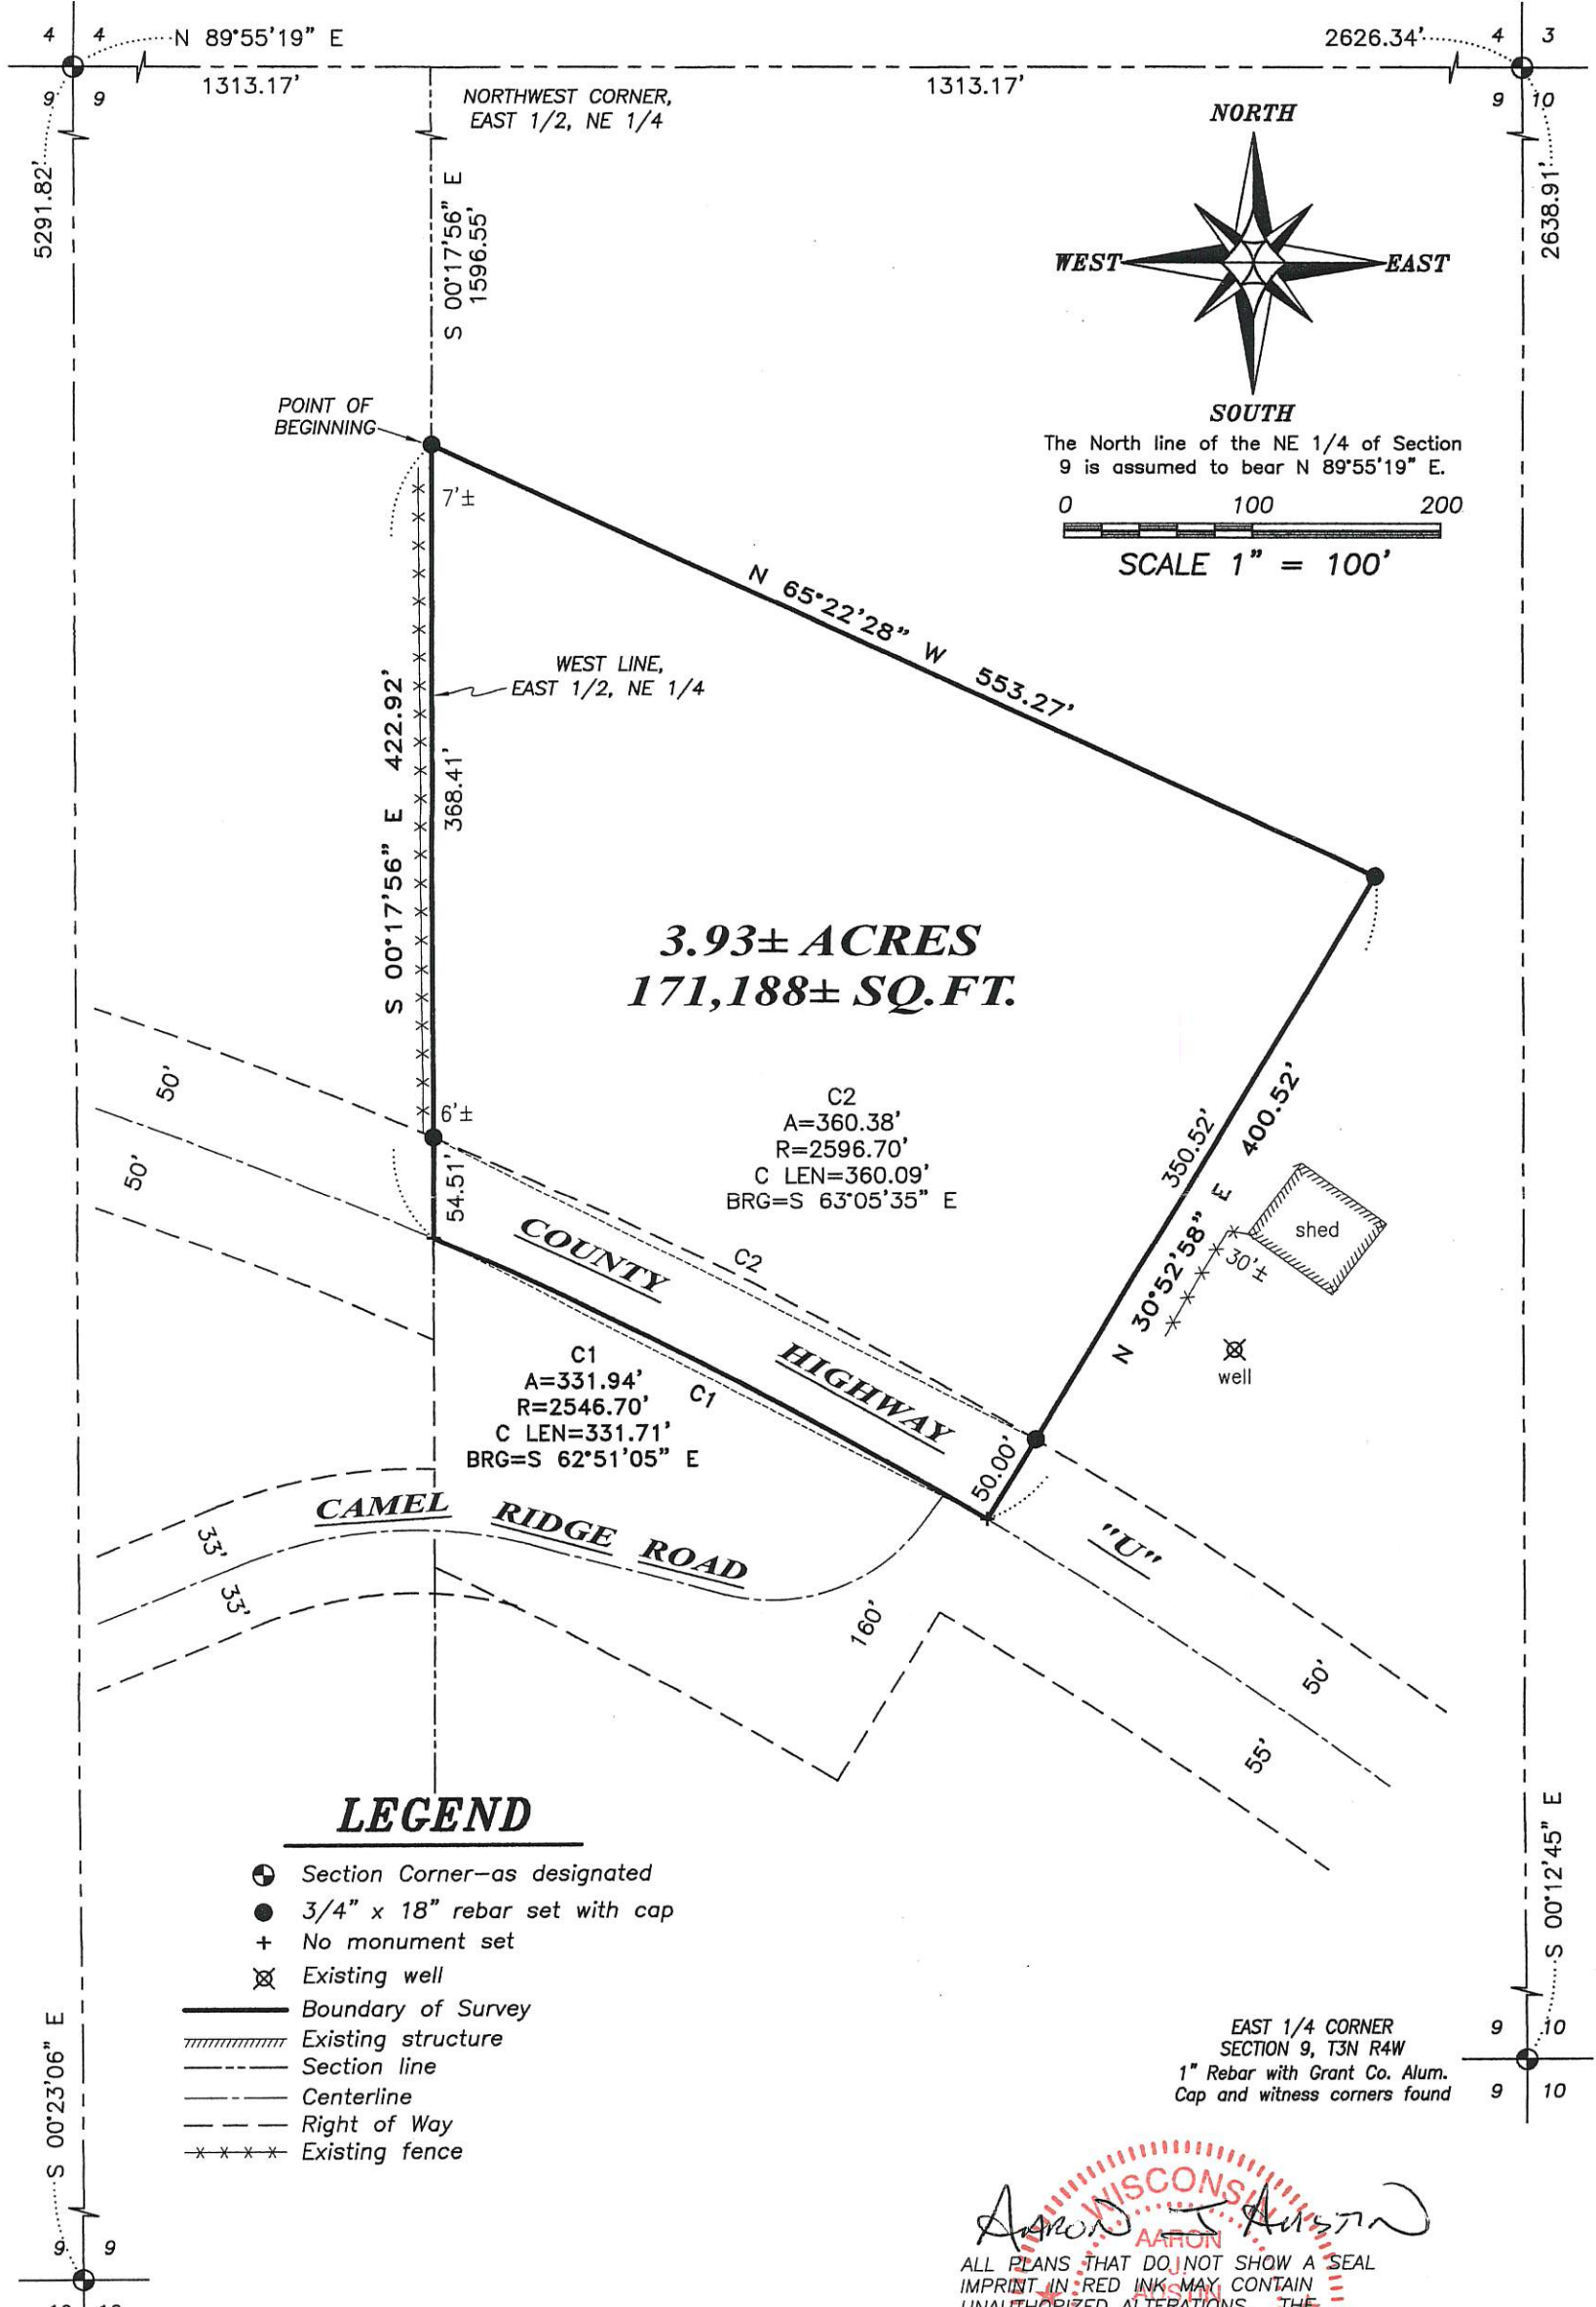 4 4 N 89°55'19" E 2626.34' 4 3
9 9 1313.17' 1313.17' 9 10
NORTHWEST CORNER,
EAST 1/2, NE 1/4
5291.82'
S 00°17'56" E
1596.55'
2638.91'
NORTH
WEST EAST
SOUTH
The North line of the NE 1/4 of Section
9 is assumed to bear N 89°55'19" E.
0 100 200
SCALE 1" = 100'
POINT OF
BEGINNING
7'±
N 65°22'28" W 553.27'
WEST LINE,
EAST 1/2, NE 1/4
S 00°17'56" E 422.92'
368.41'
3.93± ACRES
171,188± SQ.FT.
50'
50'
6'±
54.51'
C2
A=360.38'
R=2596.70'
C LEN=360.09'
BRG=S 63°05'35" E
350.52'
N 30°52'58" E 400.52'
shed
30'±
well
COUNTY
C2
HIGHWAY
C1
A=331.94'
R=2546.70'
C LEN=331.71'
BRG=S 62°51'05" E
C1
50.00'
"U"
CAMEL RIDGE ROAD
33'
33'
160'
50'
55'
LEGEND
Section Corner-as designated
3/4" x 18" rebar set with cap
No monument set
Existing well
Boundary of Survey
Existing structure
Section line
Centerline
Right of Way
Existing fence
S 00°12'45" E
EAST 1/4 CORNER
SECTION 9, T3N R4W
1" Rebar with Grant Co. Alum.
Cap and witness corners found
9 10
9 10
S 00°23'06" E
9 9
WISCONSIN
AARON J AUSTIN
AARON
J.
AUSTIN
ALL PLANS THAT DO NOT SHOW A SEAL
IMPRINT IN RED INK MAY CONTAIN
UNAUTHORIZED ALTERATIONS. THE